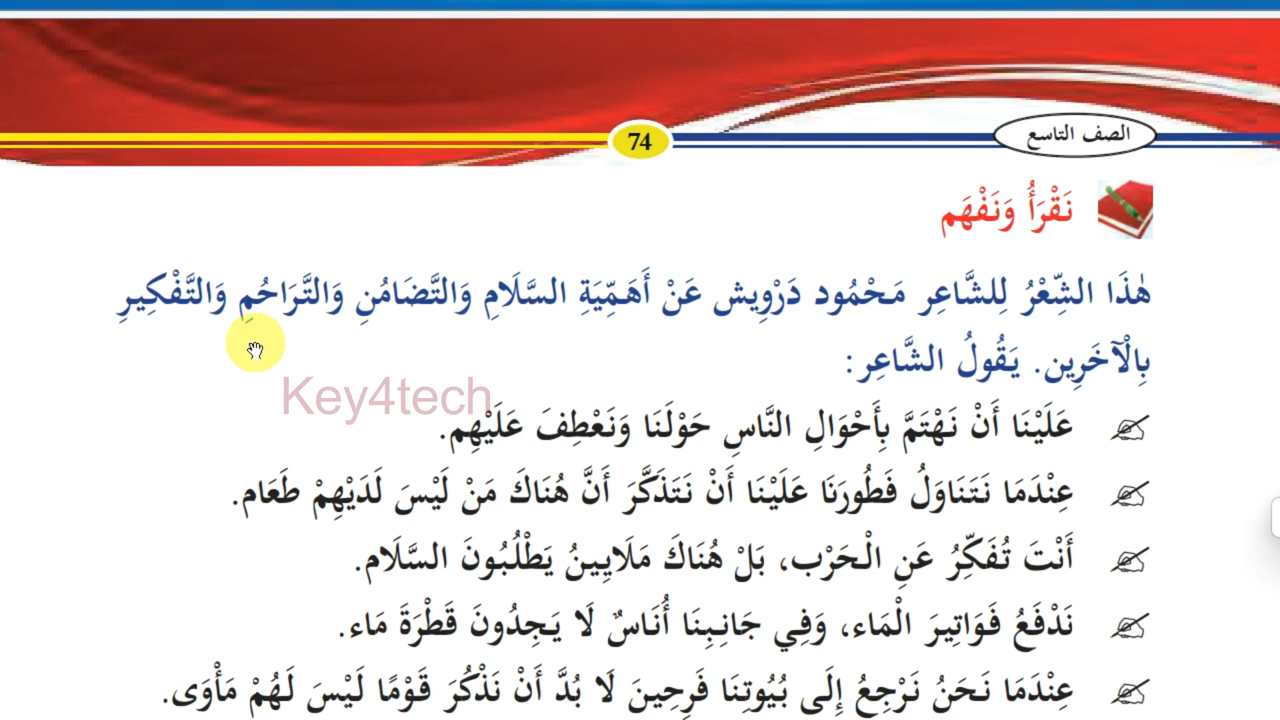 الصف التاسع
74
نَقْرَأُ وَنَفْهَم
هٰذَا الشِّعْرُ لِلشَّاعِر مَحْمُود دَرْوِيش عَنْ أَهَمِّيَةِ السَّلَامِ وَالتَّضَامُنِ وَالتَّرَاحُمِ وَالتَّفْكِيرِ
بِالْآخَرِين. يَقُولُ الشَّاعِر :
Key4tech
عَلَيْنَا أَنْ نَهْتَمَّ بِأَحْوَالِ النَّاسِ حَوْلَنَا وَنَعْطِفَ عَلَيْهِم.
عِنْدَمَا نَتَنَاوَلُ فَطُورَنَا عَلَيْنَا أَنْ نَتَذَكَّرَ أَنَّ هُنَاكَ مَنْ لَيْسَ لَدَيْهِمْ طَعَام.
أَنْتَ تُفَكِّرُ عَنِ الْحَرْب، بَلْ هُنَاكَ مَلَايِينُ يَطْلُبُونَ السَّلَام.
نَدْفَعُ فَوَاتِيرَ الْمَاء، وَفِي جَانِبِنَا أُنَاسٌ لَا يَجِدُونَ قَطْرَةَ مَاء.
عِنْدَمَا نَحَنُ نَرْجِعُ إِلَى بُيُوتِنَا فَرِحِينَ لَا بُدَّ أَنْ نَذْكُرَ قَوْمًا لَيْسَ لَهُمْ مَأْوَى.